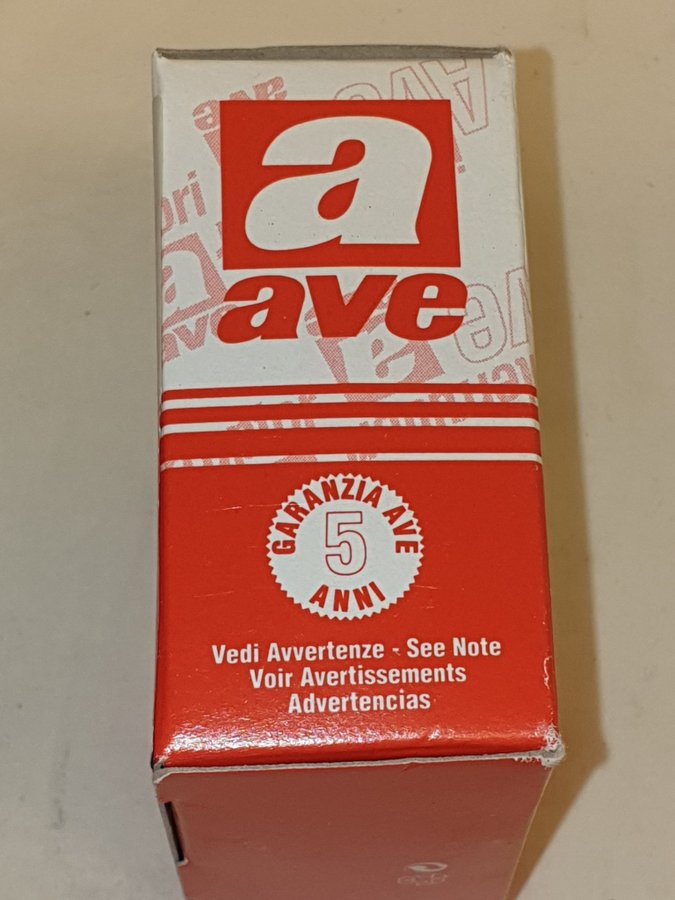 a
ave
GARANZIA AVE
5
ANNI
Vedi Avvertenze - See Note
Voir Avertissements
Advertencias